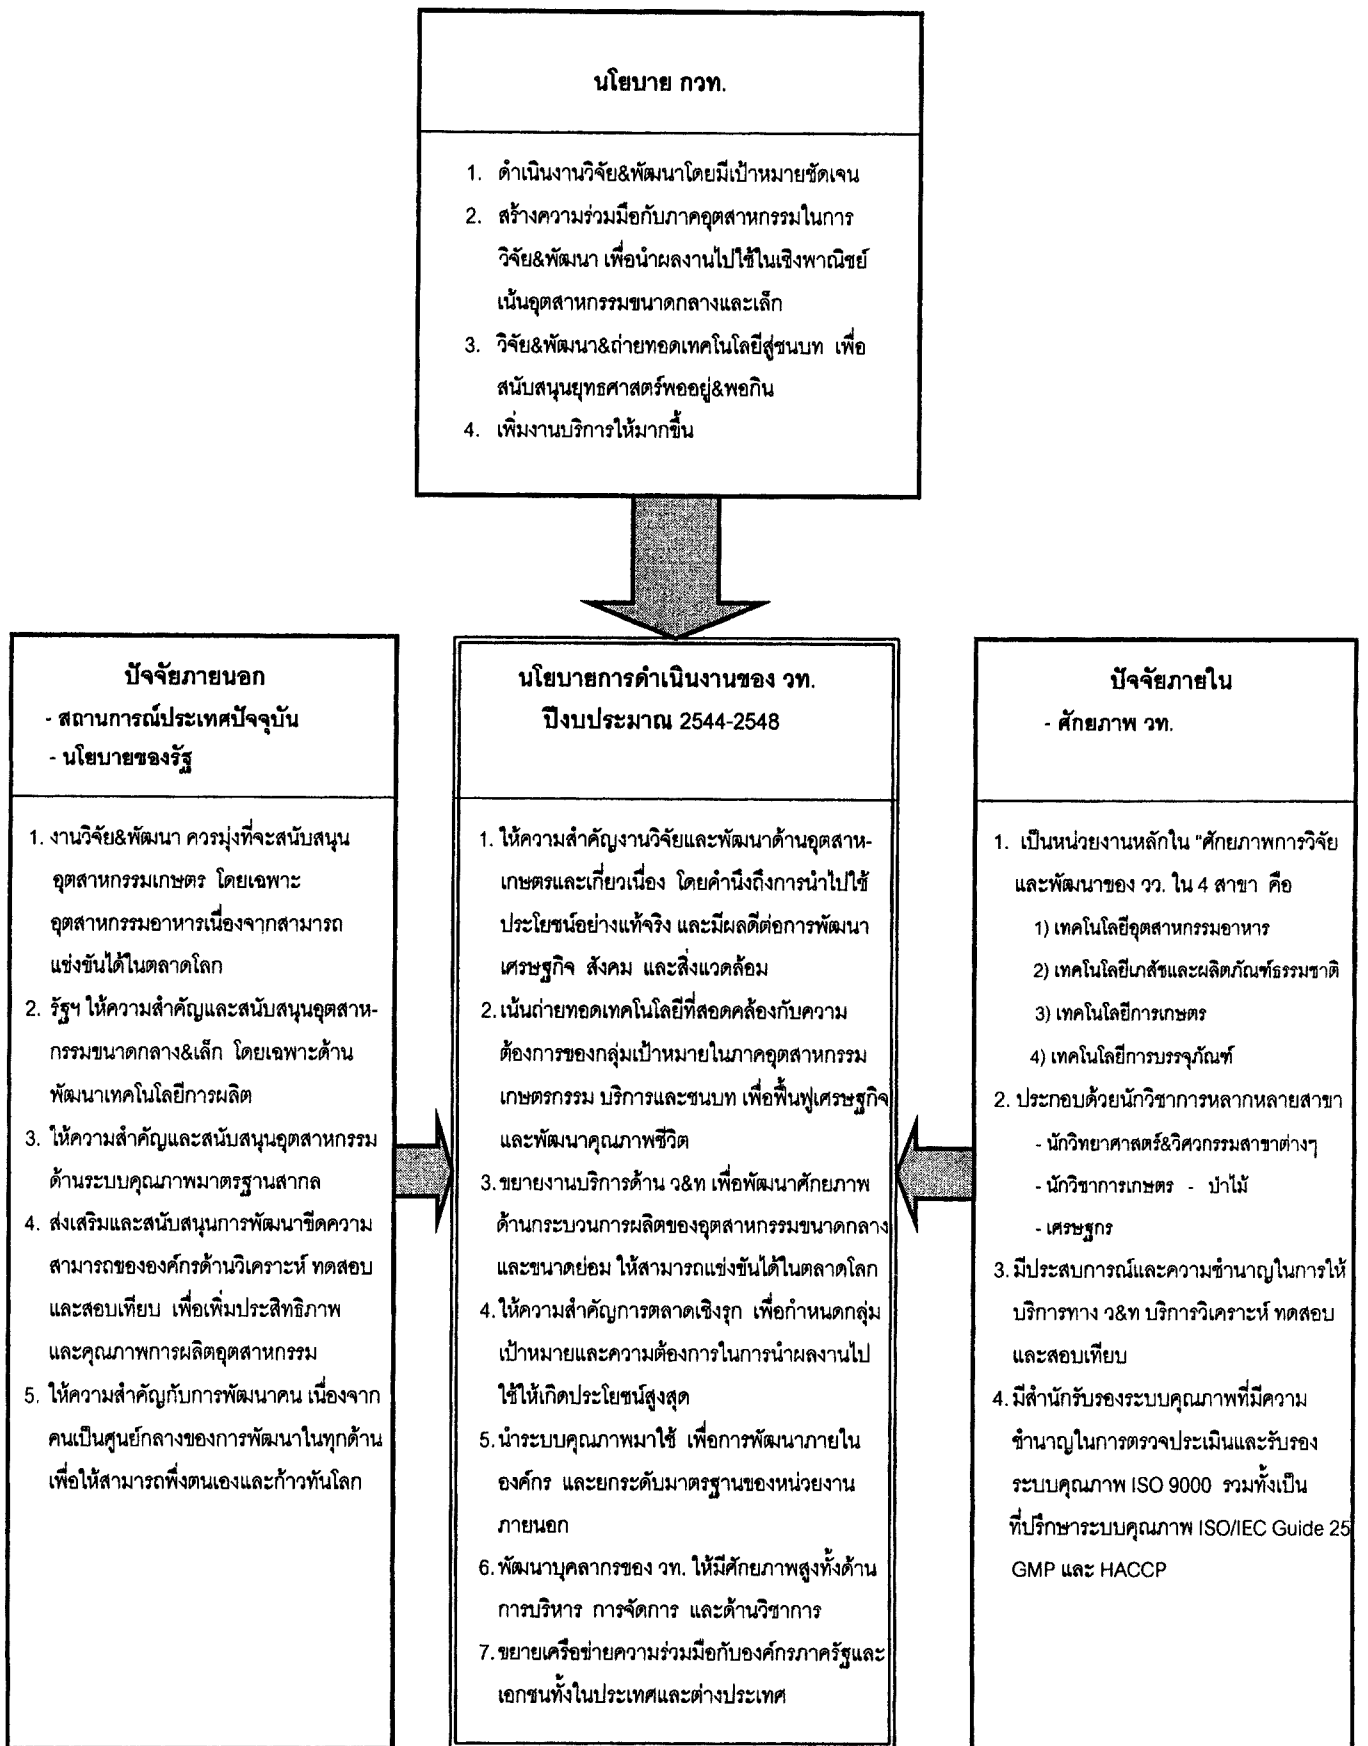 นโยบาย กวท.
1. ดำเนินงานวิจัย&พัฒนาโดยมีเป้าหมายชัดเจน
2. สร้างความร่วมมือกับภาคอุตสาหกรรมในการ
วิจัย&พัฒนา เพื่อนำผลงานไปใช้ในเชิงพาณิชย์
เน้นอุตสาหกรรมขนาดกลางและเล็ก
3. วิจัย&พัฒนา&ถ่ายทอดเทคโนโลยีสู่ชนบท เพื่อ
สนับสนุนยุทธศาสตร์พออยู่&พอกิน
4. เพิ่มงานบริการให้มากขึ้น
ปัจจัยภายนอก
- สถานการณ์ประเทศปัจจุบัน
- นโยบายของรัฐ
1. งานวิจัย&พัฒนา ควรมุ่งที่จะสนับสนุน
อุตสาหกรรมเกษตร โดยเฉพาะ
อุตสาหกรรมอาหารเนื่องจากสามารถ
แข่งขันได้ในตลาดโลก
2. รัฐฯ ให้ความสำคัญและสนับสนุนอุตสาห-
กรรมขนาดกลาง&เล็ก โดยเฉพาะด้าน
พัฒนาเทคโนโลยีการผลิต
3. ให้ความสำคัญและสนับสนุนอุตสาหกรรม
ด้านระบบคุณภาพมาตรฐานสากล
4. ส่งเสริมและสนับสนุนการพัฒนาขีดความ
สามารถขององค์กรด้านวิเคราะห์ ทดสอบ
และสอบเทียบ เพื่อเพิ่มประสิทธิภาพ
และคุณภาพการผลิตอุตสาหกรรม
5. ให้ความสำคัญกับการพัฒนาคน เนื่องจาก
คนเป็นศูนย์กลางของการพัฒนาในทุกด้าน
เพื่อให้สามารถพึ่งตนเองและก้าวทันโลก
นโยบายการดำเนินงานของ วท.
ปีงบประมาณ 2544-2548
1. ให้ความสำคัญงานวิจัยและพัฒนาด้านอุตสาห-
เกษตรและเกี่ยวเนื่อง โดยคำนึงถึงการนำไปใช้
ประโยชน์อย่างแท้จริง และมีผลดีต่อการพัฒนา
เศรษฐกิจ สังคม และสิ่งแวดล้อม
2. เน้นถ่ายทอดเทคโนโลยีที่สอดคล้องกับความ
ต้องการของกลุ่มเป้าหมายในภาคอุตสาหกรรม
เกษตรกรรม บริการและชนบท เพื่อฟื้นฟูเศรษฐกิจ
และพัฒนาคุณภาพชีวิต
3. ขยายงานบริการด้าน ว&ท เพื่อพัฒนาศักยภาพ
ด้านกระบวนการผลิตของอุตสาหกรรมขนาดกลาง
และขนาดย่อม ให้สามารถแข่งขันได้ในตลาดโลก
4. ให้ความสำคัญการตลาดเชิงรุก เพื่อกำหนดกลุ่ม
เป้าหมายและความต้องการในการนำผลงานไป
ใช้ให้เกิดประโยชน์สูงสุด
5. นำระบบคุณภาพมาใช้ เพื่อการพัฒนาภายใน
องค์กร และยกระดับมาตรฐานของหน่วยงาน
ภายนอก
6. พัฒนาบุคลากรของ วท. ให้มีศักยภาพสูงทั้งด้าน
การบริหาร การจัดการ และด้านวิชาการ
7. ขยายเครือข่ายความร่วมมือกับองค์กรภาครัฐและ
เอกชนทั้งในประเทศและต่างประเทศ
ปัจจัยภายใน
- ศักยภาพ วท.
1. เป็นหน่วยงานหลักใน "ศักยภาพการวิจัย
และพัฒนาของ วว. ใน 4 สาขา คือ
1) เทคโนโลยีอุตสาหกรรมอาหาร
2) เทคโนโลยีเภสัชและผลิตภัณฑ์ธรรมชาติ
3) เทคโนโลยีการเกษตร
4) เทคโนโลยีการบรรจุภัณฑ์
2. ประกอบด้วยนักวิชาการหลากหลายสาขา
- นักวิทยาศาสตร์&วิศวกรรมสาขาต่างๆ
- นักวิชาการเกษตร - ป่าไม้
- เศรษฐกร
3. มีประสบการณ์และความชำนาญในการให้
บริการทาง ว&ท บริการวิเคราะห์ ทดสอบ
และสอบเทียบ
4. มีสำนักรับรองระบบคุณภาพที่มีความ
ชำนาญในการตรวจประเมินและรับรอง
ระบบคุณภาพ ISO 9000 รวมทั้งเป็น
ที่ปรึกษาระบบคุณภาพ ISO/IEC Guide 25
GMP และ HACCP